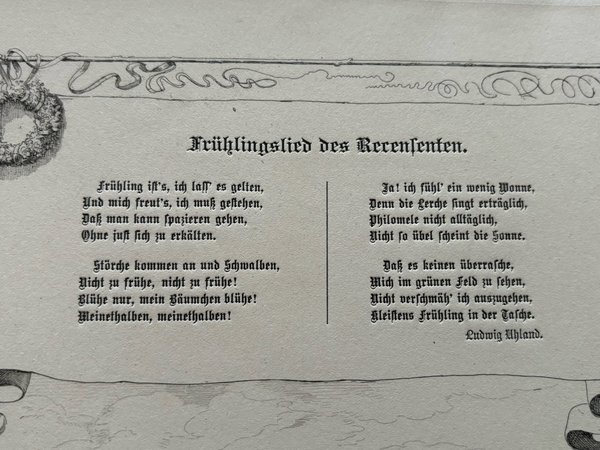 Frühlingslied des Recensenten.
Frühling ist's, ich lass' es gelten,
Und mich freut's, ich muß gestehen,
Daß man kann spazieren gehen,
Ohne just sich zu erkälten.
Störche kommen an und Schwalben,
Nicht zu frühe, nicht zu frühe!
Blühe nur, mein Bäumchen blühe!
Meinethalben, meinethalben!
Ja! ich fühl' ein wenig Wonne,
Denn die Lerche singt erträglich,
Philomele nicht alltäglich,
Nicht so übel scheint die Sonne.
Daß es keinen überrasche,
Mich im grünen Feld zu sehen,
Nicht verschmäh' ich auszugehen,
Kleistens Frühling in der Tasche.
Ludwig Uhland.